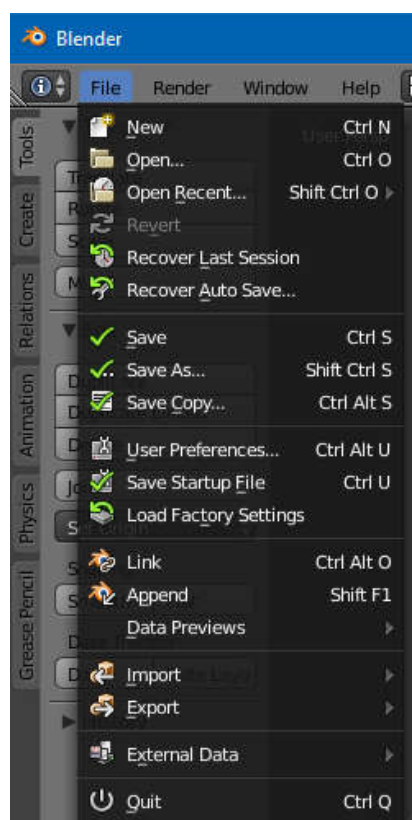 Blender
File Render Window Help
Tools
Create
Relations
Animation
Physics
Grease Pencil
New Ctrl N
Open... Ctrl O
Open Recent... Shift Ctrl O
Revert
Recover Last Session
Recover Auto Save...
Save Ctrl S
Save As... Shift Ctrl S
Save Copy... Ctrl Alt S
User Preferences... Ctrl Alt U
Save Startup File Ctrl U
Load Factory Settings
Link Ctrl Alt O
Append Shift F1
Data Previews
Import
Export
External Data
Quit Ctrl Q